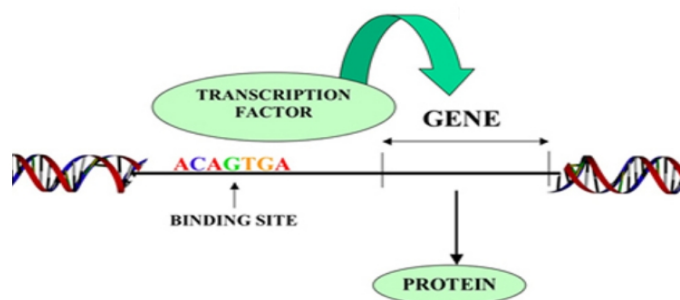 TRANSCRIPTION
FACTOR
GENE
ACAGTGA
BINDING SITE
PROTEIN